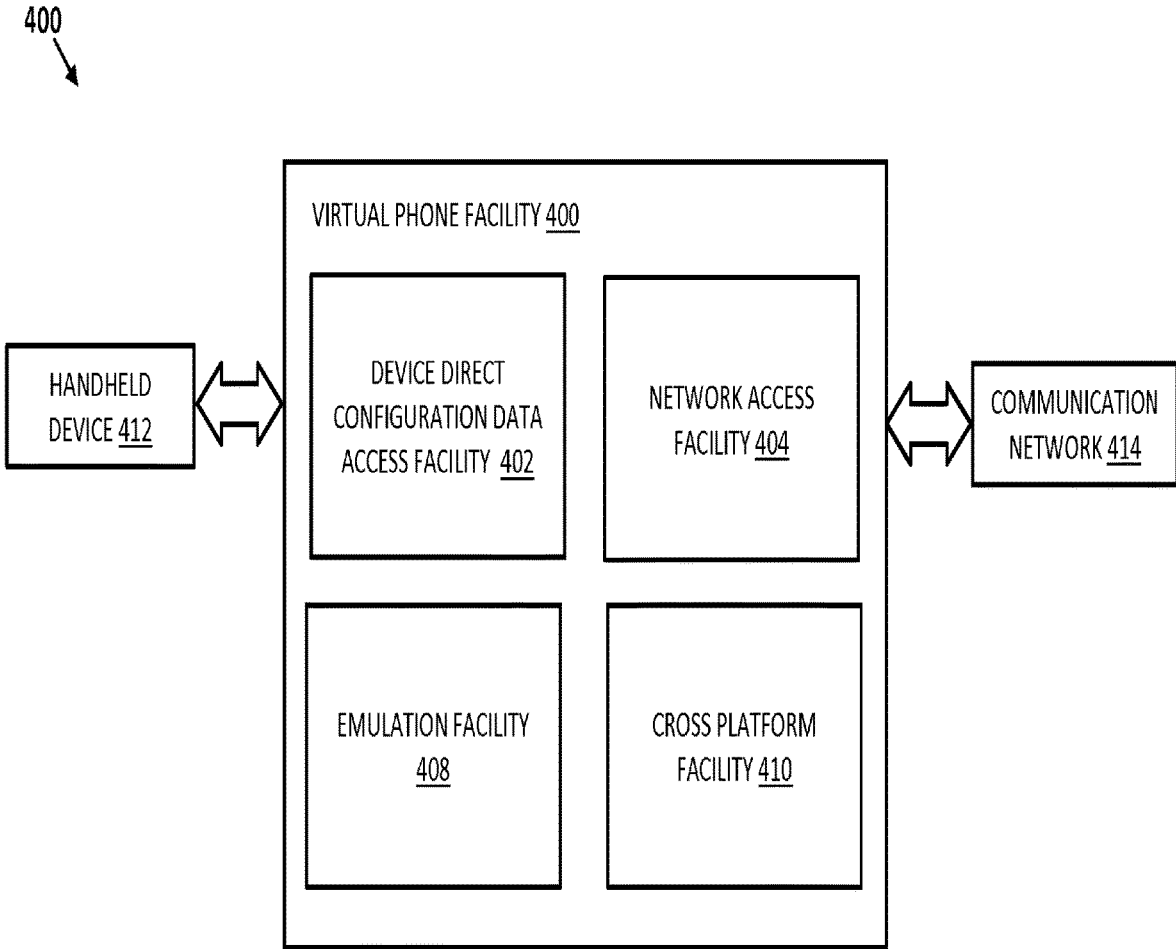 400
VIRTUAL PHONE FACILITY 400
HANDHELD
DEVICE 412
DEVICE DIRECT
CONFIGURATION DATA
ACCESS FACILITY 402
NETWORK ACCESS
FACILITY 404
COMMUNICATION
NETWORK 414
EMULATION FACILITY
408
CROSS PLATFORM
FACILITY 410